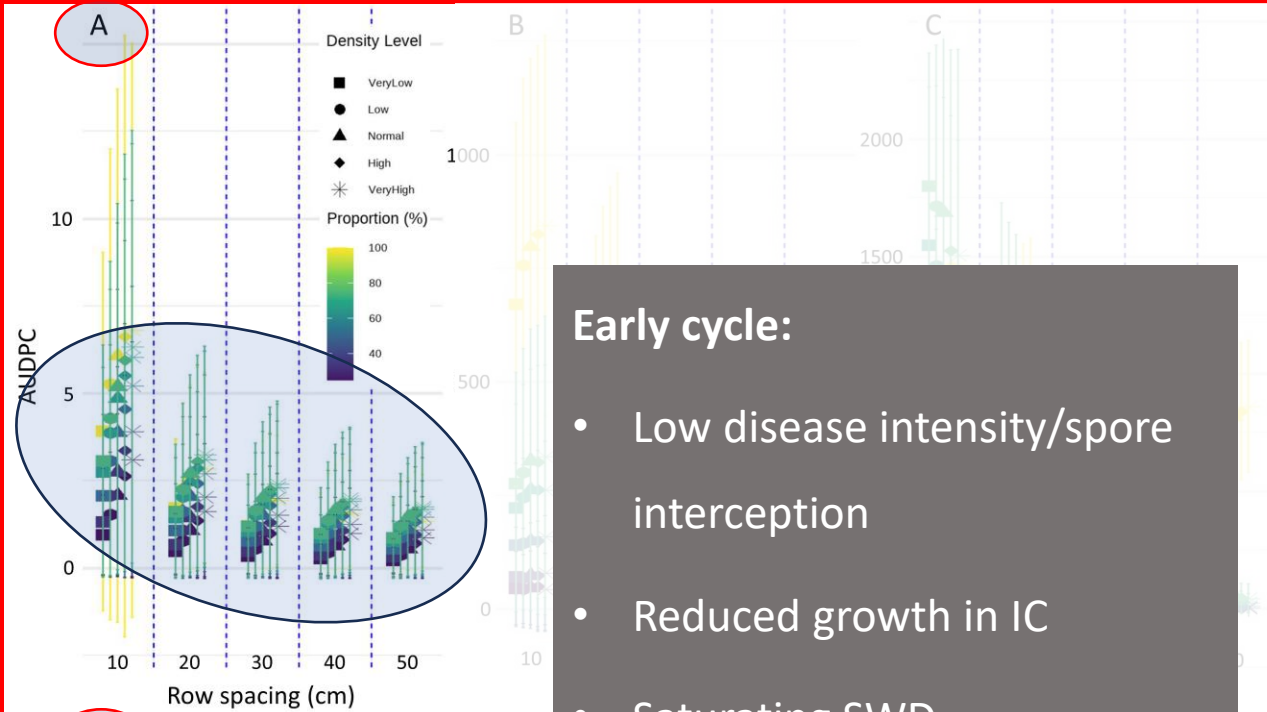 A
Density Level
VeryLow
Low
Normal
High
VeryHigh
Proportion (%)
100
80
60
40
AUDPC
10
5
0
10 20 30 40 50
Row spacing (cm)
B
1000
500
0
10
C
2000
1500
Early cycle:
• Low disease intensity/spore
interception
• Reduced growth in IC
• Saturating SWD